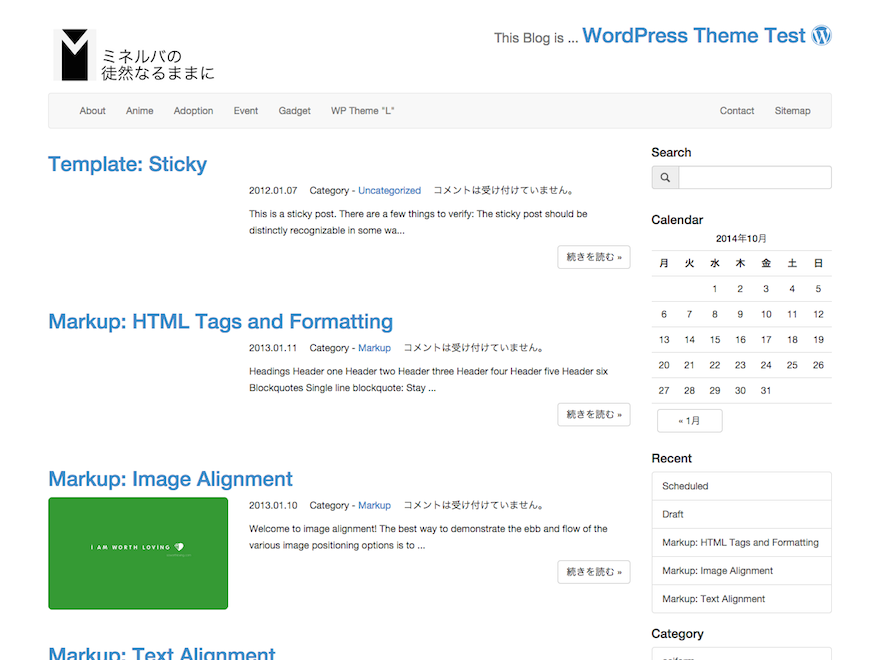 ミネルバの
徒然なるままに
This Blog is ... WordPress Theme Test
About Anime Adoption Event Gadget WP Theme "L" Contact Sitemap
Template: Sticky
2012.01.07 Category - Uncategorized コメントは受け付けていません。
This is a sticky post. There are a few things to verify: The sticky post should be
distinctly recognizable in some wa...
続きを読む »
Markup: HTML Tags and Formatting
2013.01.11 Category - Markup コメントは受け付けていません。
Headings Header one Header two Header three Header four Header five Header six
Blockquotes Single line blockquote: Stay ...
続きを読む »
Markup: Image Alignment
I AM WORTH LOVING
2013.01.10 Category - Markup コメントは受け付けていません。
Welcome to image alignment! The best way to demonstrate the ebb and flow of the
various image positioning options is to ...
続きを読む »
Markup: Text Alignment
Search
Calendar
2014年10月
月 火 水 木 金 土 日
1 2 3 4 5
6 7 8 9 10 11 12
13 14 15 16 17 18 19
20 21 22 23 24 25 26
27 28 29 30 31
« 1月
Recent
Scheduled
Draft
Markup: HTML Tags and Formatting
Markup: Image Alignment
Markup: Text Alignment
Category